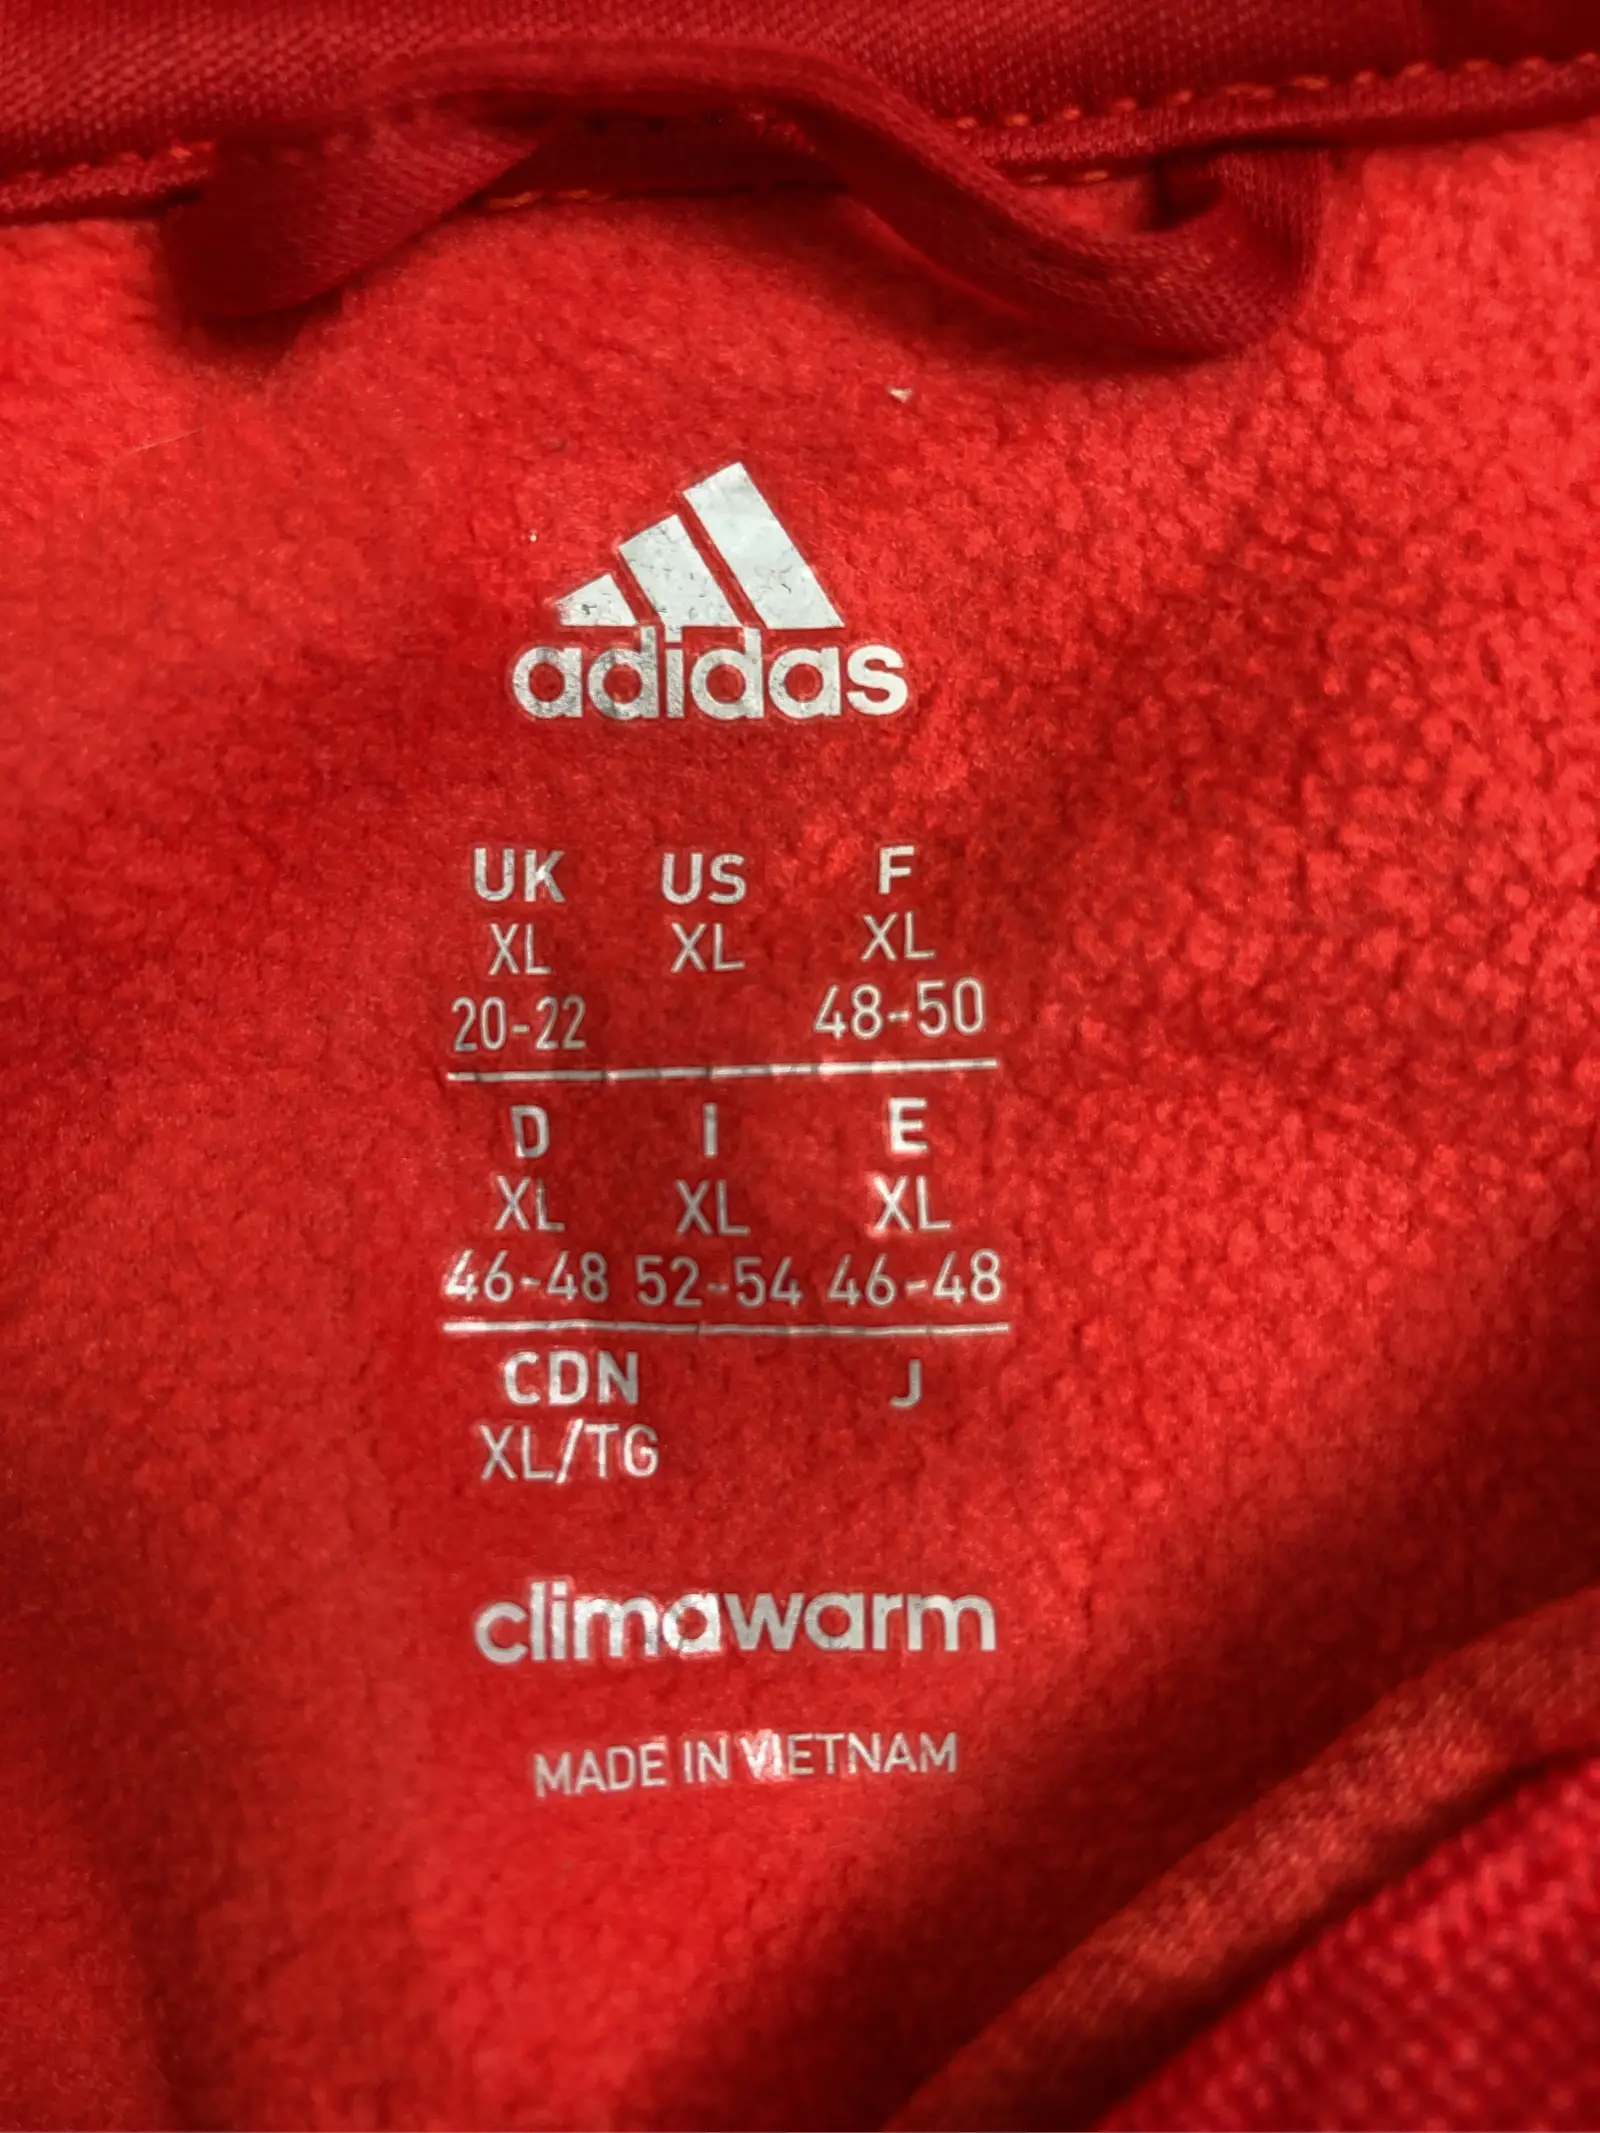 adidas
UK US F
XL XL XL
20-22 48-50
D I E
XL XL XL
46-48 52-54 46-48
CDN J
XL/TG
climawarm
MADE IN VIETNAM